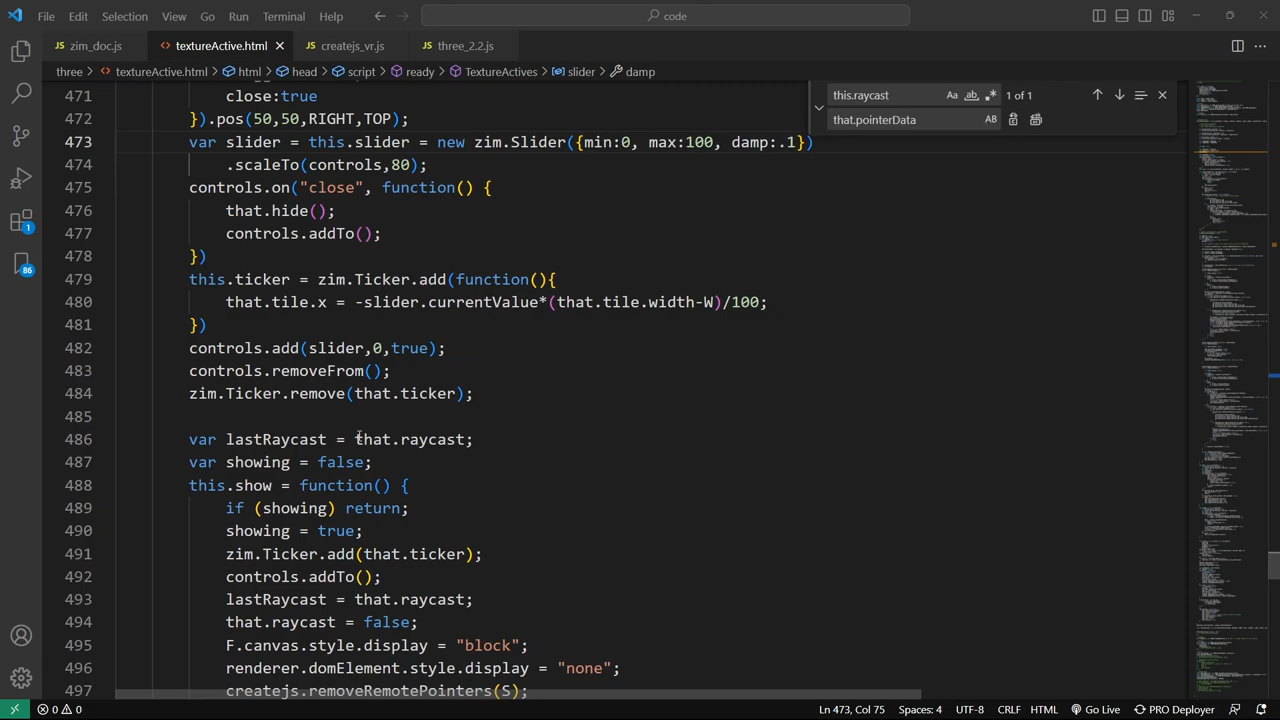 File Edit Selection View Go Run Terminal Help code
zim_doc.js textureActive.html createjs_vr.js three_2.2.js
three > textureActive.html > html > head > script > ready > TextureActives > slider > damp
this.raycast Aa ab .* 1 of 1
that.pointerData AB
471 close:true
472 }).pos(50,50,RIGHT,TOP);
473 var slider = this.slider = new zim.Slider({min:0, max:100, damp:.1})
474 .scaleTo(controls,80);
475 controls.on("close", function() {
476 that.hide();
477 controls.addTo();
478 })
479 this.ticker = zim.Ticker.add(function(){
480 that.tile.x = -slider.currentValue*(that.tile.width-W)/100;
481 })
482 controls.add(slider,0,true);
483 controls.removeFrom();
484 zim.Ticker.remove(that.ticker);
485
486 var lastRaycast = that.raycast;
487 var showing = false;
488 this.show = function() {
489 if (showing) return;
490 showing = true;
491 zim.Ticker.add(that.ticker);
492 controls.addTo();
493 lastRaycast = that.raycast;
494 that.raycast = false;
495 F.canvas.style.display = "block";
496 renderer.domElement.style.display = "none";
497 createjs.removeRemotePointers(5)
1
86
0 0 Ln 473, Col 75 Spaces: 4 UTF-8 CRLF HTML Go Live PRO Deployer